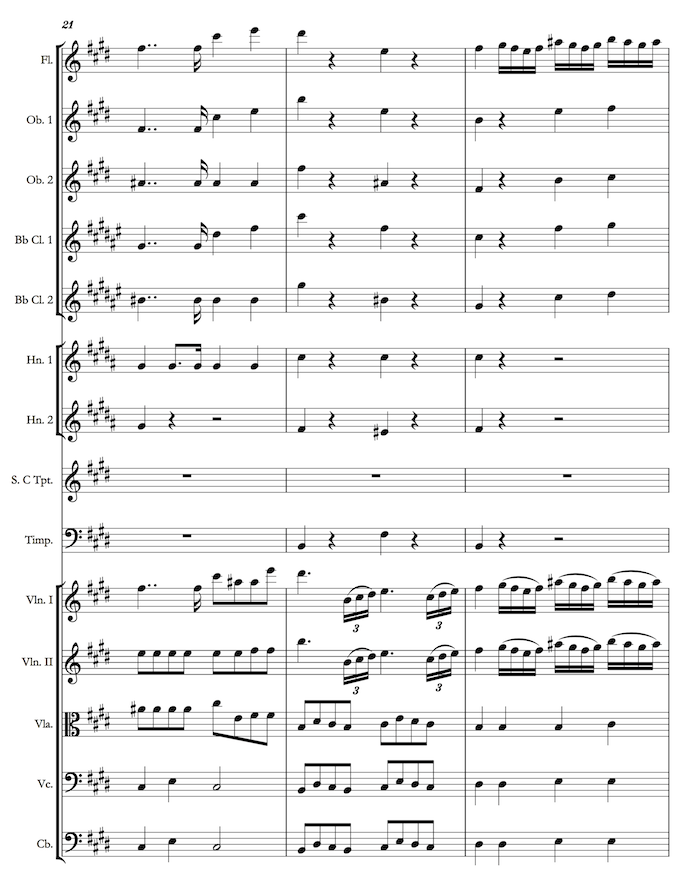 21
Fl.
Ob. 1
Ob. 2
Bb Cl. 1
Bb Cl. 2
Hn. 1
Hn. 2
S. C Tpt.
Timp.
Vln. I
3
3
Vln. II
3
3
Vla.
Vc.
Cb.